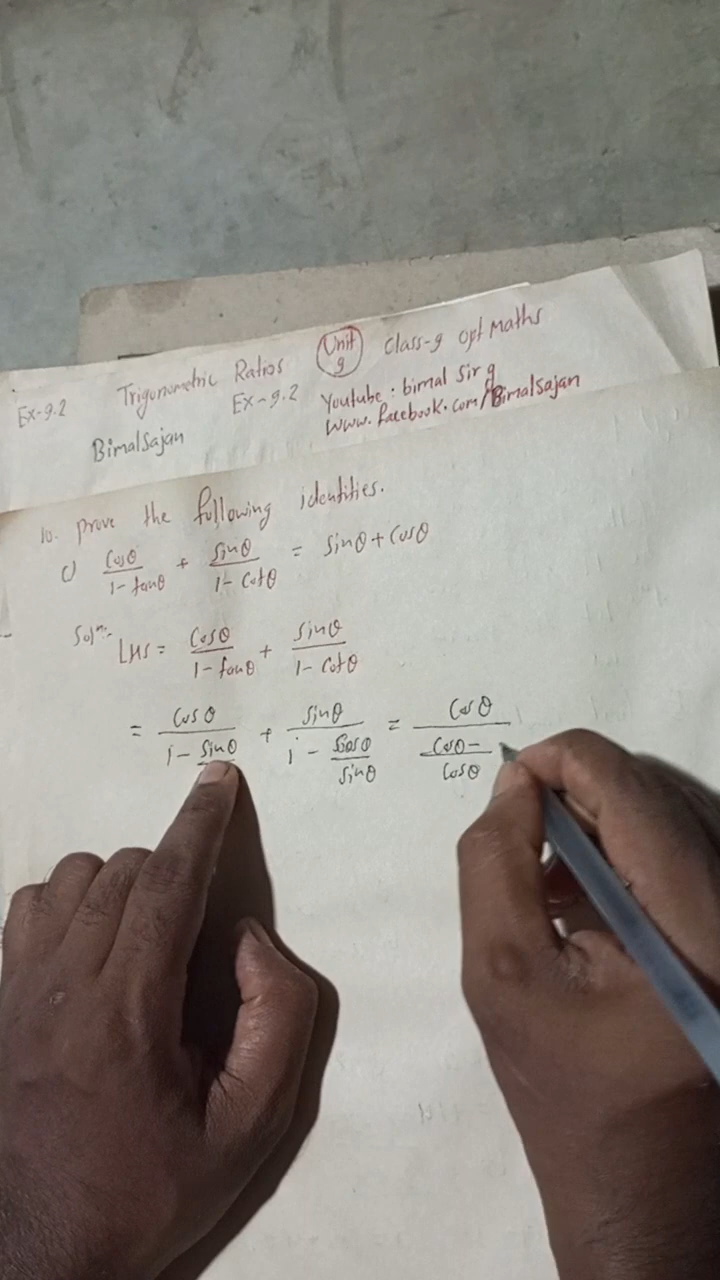 Ex-9.2 Trigonometric Ratios Unit 9 Class-9 Opt Maths
Bimalsajan Ex-9.2 Youtube : bimal sir g
www.facebook.com/Bimalsajan
10. prove the following identities.
c) cosθ/(1-tanθ) + sinθ/(1-cotθ) = sinθ+cosθ
Soln:- LHS = cosθ/(1-tanθ) + sinθ/(1-cotθ)
= cosθ/(1-sinθ/) + sinθ/(1-cosθ/sinθ) = cosθ/((cosθ-)/cosθ)